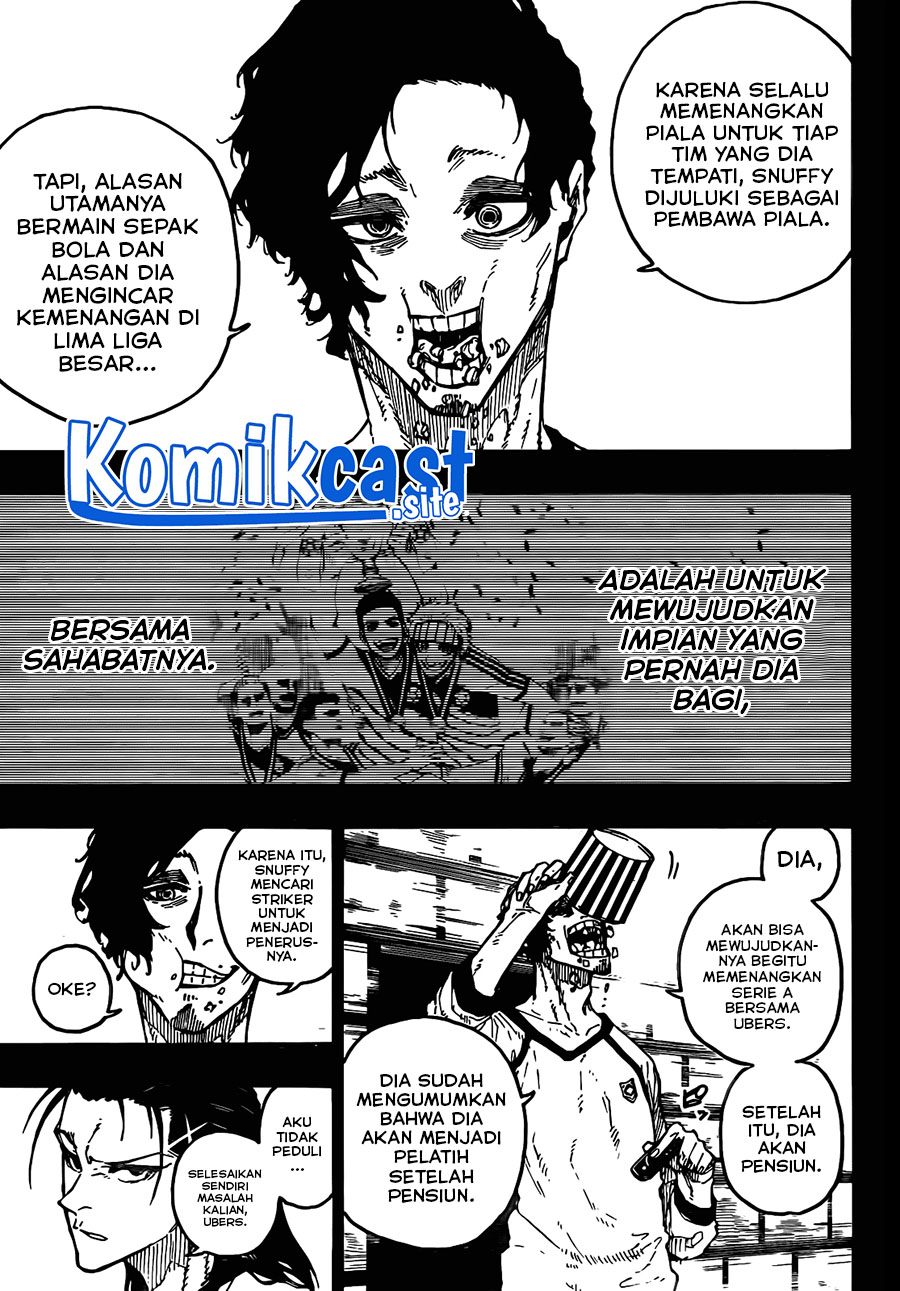 KARENA SELALU
MEMENANGKAN
PIALA UNTUK TIAP
TIM YANG DIA
TEMPATI, SNUFFY
DIJULUKI SEBAGAI
PEMBAWA PIALA.
TAPI, ALASAN
UTAMANYA
BERMAIN SEPAK
BOLA DAN
ALASAN DIA
MENGINCAR
KEMENANGAN DI
LIMA LIGA
BESAR...
Komikcast
.site
ADALAH UNTUK
MEWUJUDKAN
IMPIAN YANG
PERNAH DIA
BAGI,
BERSAMA
SAHABATNYA.
DIA,
AKAN BISA
MEWUJUDKAN-
NYA BEGITU
MEMENANGKAN
SERIE A
BERSAMA
UBERS.
SETELAH
ITU, DIA
AKAN
PENSIUN.
DIA SUDAH
MENGUMUMKAN
BAHWA DIA
AKAN MENJADI
PELATIH
SETELAH
PENSIUN.
KARENA ITU,
SNUFFY
MENCARI
STRIKER
UNTUK
MENJADI
PENERUS-
NYA.
OKE?
AKU
TIDAK
PEDULI
...
SELESAIKAN
SENDIRI
MASALAH
KALIAN,
UBERS.